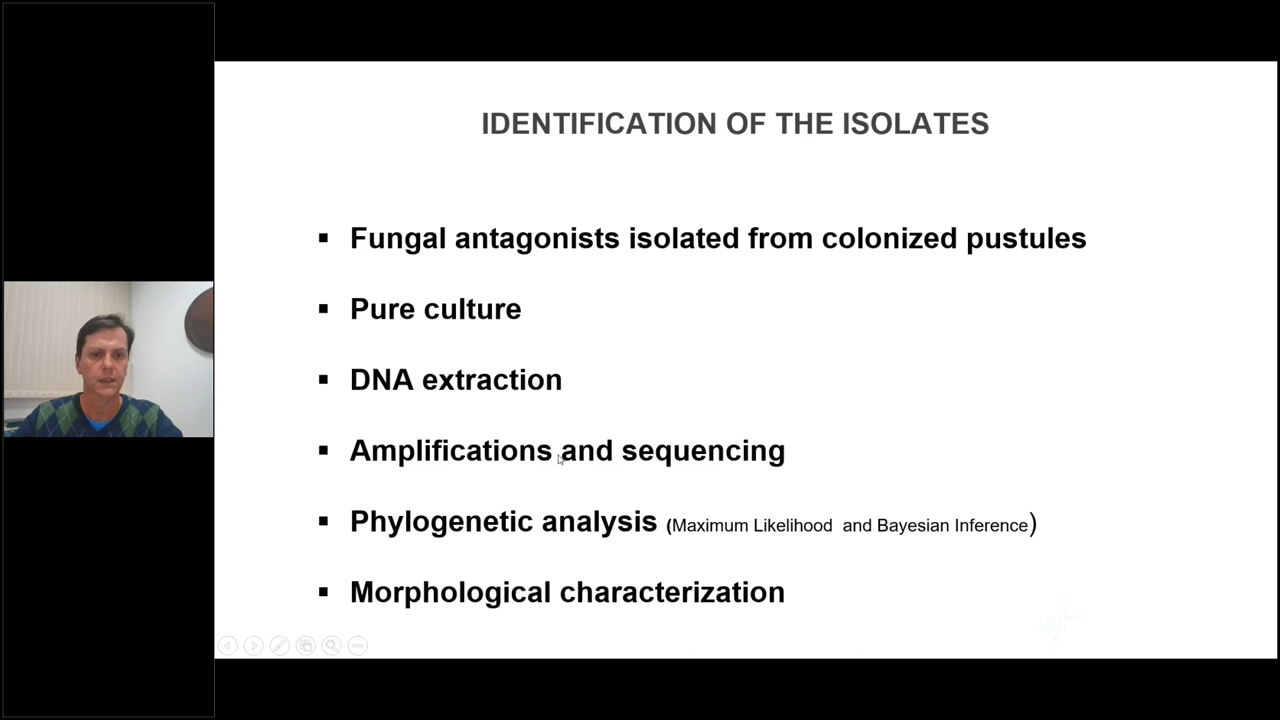 IDENTIFICATION OF THE ISOLATES
▪ Fungal antagonists isolated from colonized pustules
▪ Pure culture
▪ DNA extraction
▪ Amplifications and sequencing
▪ Phylogenetic analysis (Maximum Likelihood and Bayesian Inference)
▪ Morphological characterization